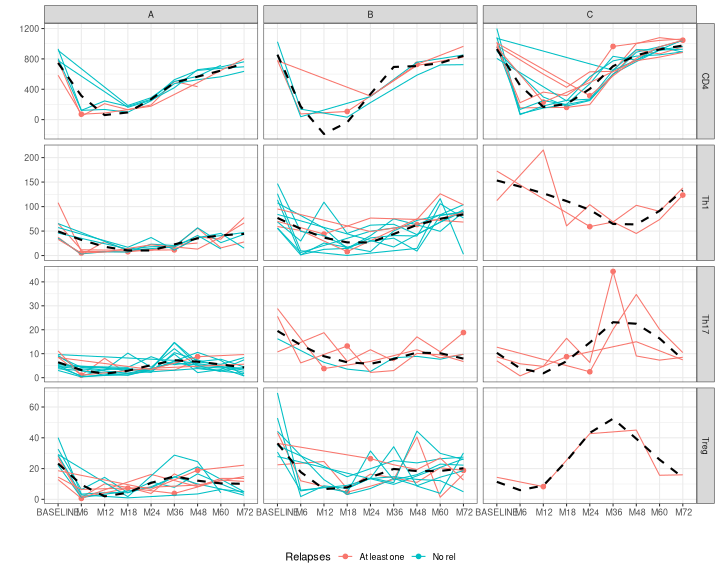 A B C
1200
800
400
0
CD4
200
150
100
50
0
Th1
40
30
20
10
0
Th17
60
40
20
0
Treg
BASELINE M6 M12 M18 M24 M36 M48 M60 M72 BASELINE M6 M12 M18 M24 M36 M48 M60 M72 BASELINE M6 M12 M18 M24 M36 M48 M60 M72
Relapses At least one No rel